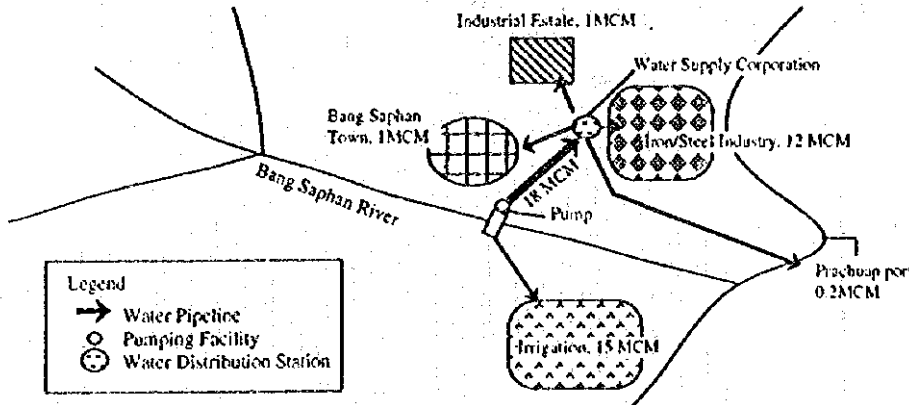 Industrial Estale, 1MCM
Water Supply Corporation
Bang Saphan
Town, 1MCM
Iron/Steel Industry, 12 MCM
Bang Saphan River
18 MCM
Pump
Prachuap port
0.2MCM
Legend
Water Pipeline
Pumping Facility
Water Distribution Station
Irrigation, 15 MCM